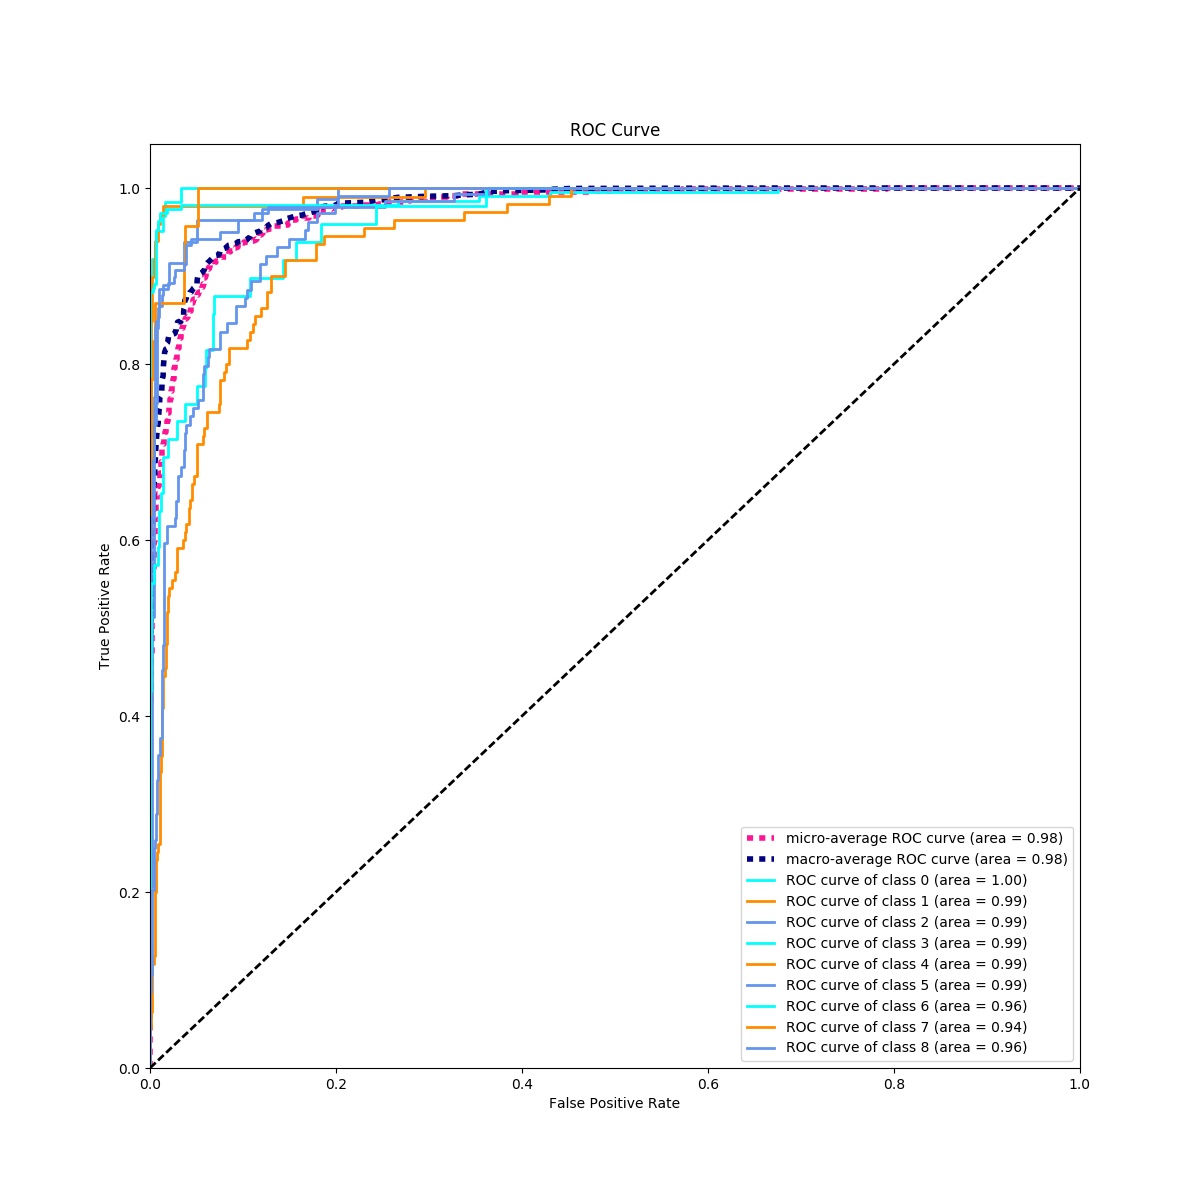 ROC Curve
1.0
0.8
0.6
0.4
0.2
0.0
True Positive Rate
micro-average ROC curve (area = 0.98)
macro-average ROC curve (area = 0.98)
ROC curve of class 0 (area = 1.00)
ROC curve of class 1 (area = 0.99)
ROC curve of class 2 (area = 0.99)
ROC curve of class 3 (area = 0.99)
ROC curve of class 4 (area = 0.99)
ROC curve of class 5 (area = 0.99)
ROC curve of class 6 (area = 0.96)
ROC curve of class 7 (area = 0.94)
ROC curve of class 8 (area = 0.96)
0.0 0.2 0.4 0.6 0.8 1.0
False Positive Rate